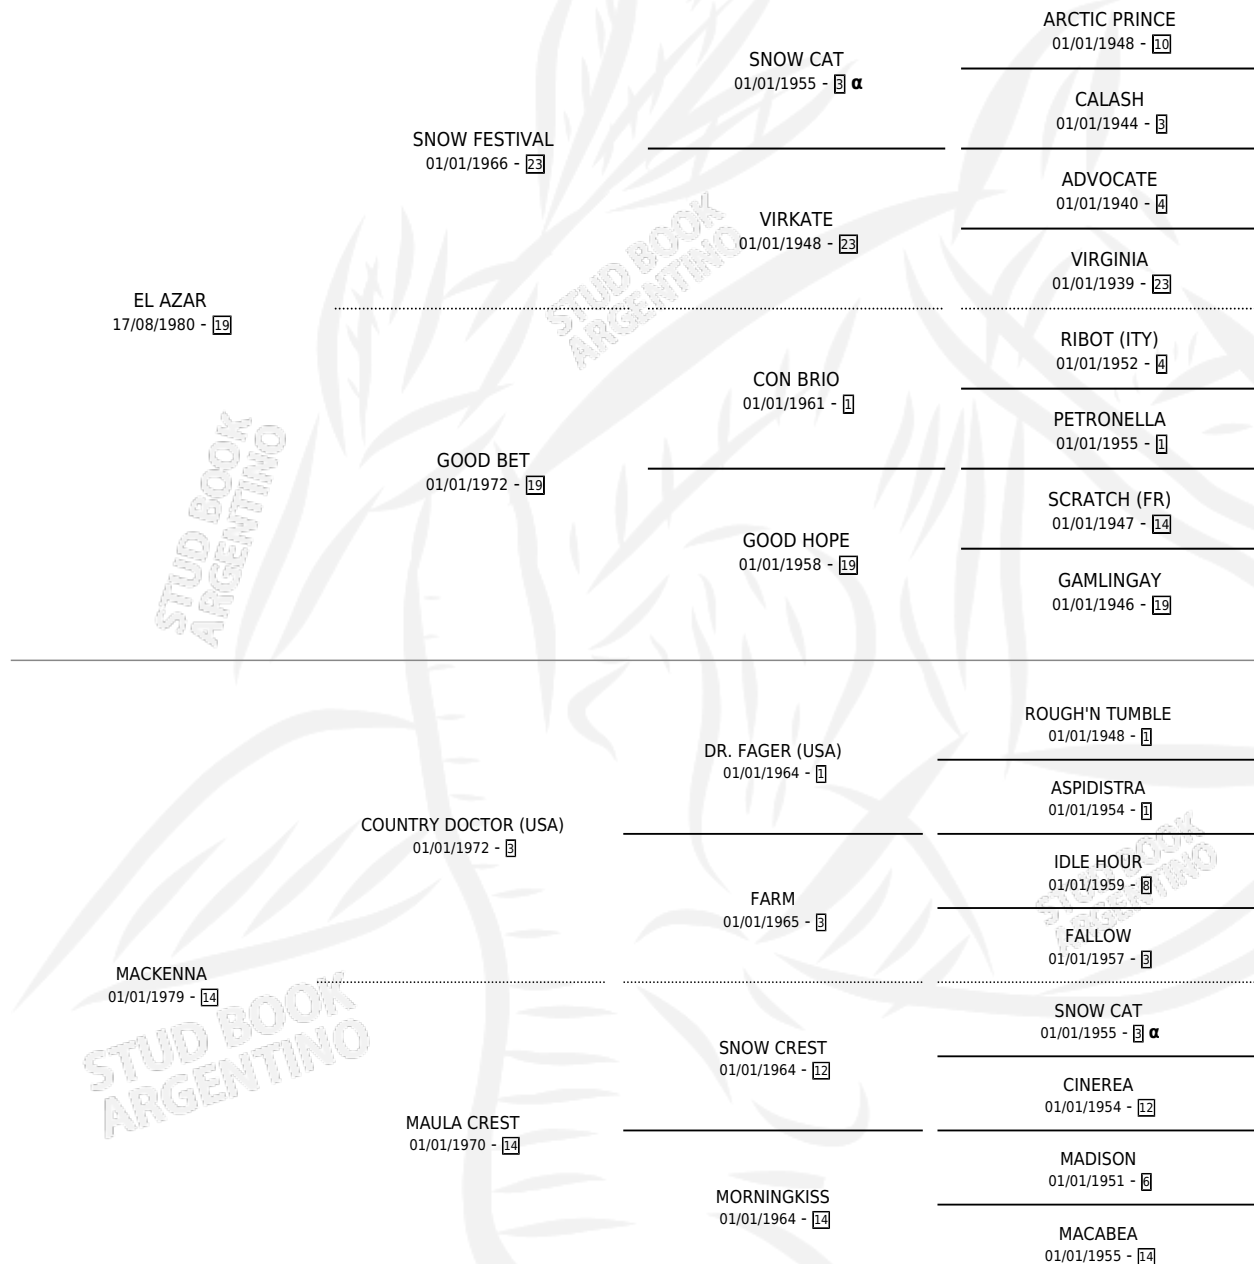 ARCTIC PRINCE
01/01/1948 - 10
SNOW CAT
01/01/1955 - 3 α
CALASH
01/01/1944 - 3
SNOW FESTIVAL
01/01/1966 - 23
ADVOCATE
01/01/1940 - 4
VIRKATE
01/01/1948 - 23
VIRGINIA
01/01/1939 - 23
EL AZAR
17/08/1980 - 19
RIBOT (ITY)
01/01/1952 - 4
CON BRIO
01/01/1961 - 1
PETRONELLA
01/01/1955 - 1
GOOD BET
01/01/1972 - 19
SCRATCH (FR)
01/01/1947 - 14
GOOD HOPE
01/01/1958 - 19
GAMLINGAY
01/01/1946 - 19
ROUGH'N TUMBLE
01/01/1948 - 1
DR. FAGER (USA)
01/01/1964 - 1
ASPIDISTRA
01/01/1954 - 1
COUNTRY DOCTOR (USA)
01/01/1972 - 3
IDLE HOUR
01/01/1959 - 8
FARM
01/01/1965 - 3
FALLOW
01/01/1957 - 3
MACKENNA
01/01/1979 - 14
SNOW CAT
01/01/1955 - 3 α
SNOW CREST
01/01/1964 - 12
CINEREA
01/01/1954 - 12
MAULA CREST
01/01/1970 - 14
MADISON
01/01/1951 - 6
MORNINGKISS
01/01/1964 - 14
MACABEA
01/01/1955 - 14
STUD BOOK
ARGENTINO
STUD BOOK
ARGENTINO
STUD BOOK
ARGENTINO
STUD BOOK
ARGENTINO